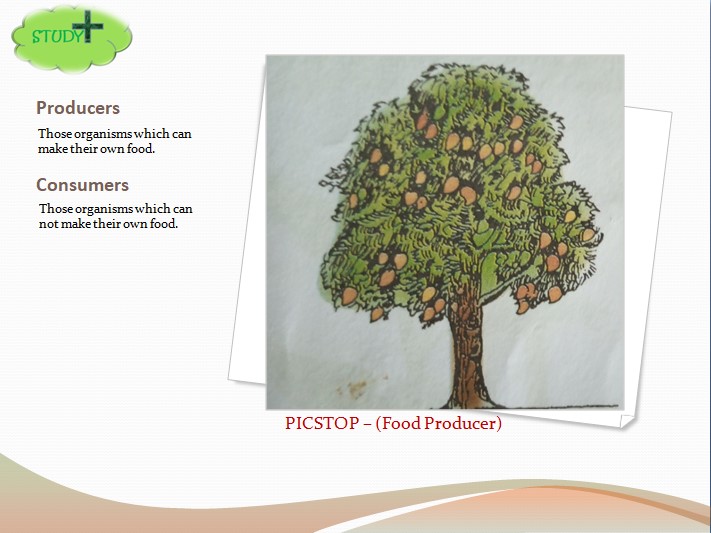 STUDY+
Producers
Those organisms which can
make their own food.
Consumers
Those organisms which can
not make their own food.
PICSTOP – (Food Producer)